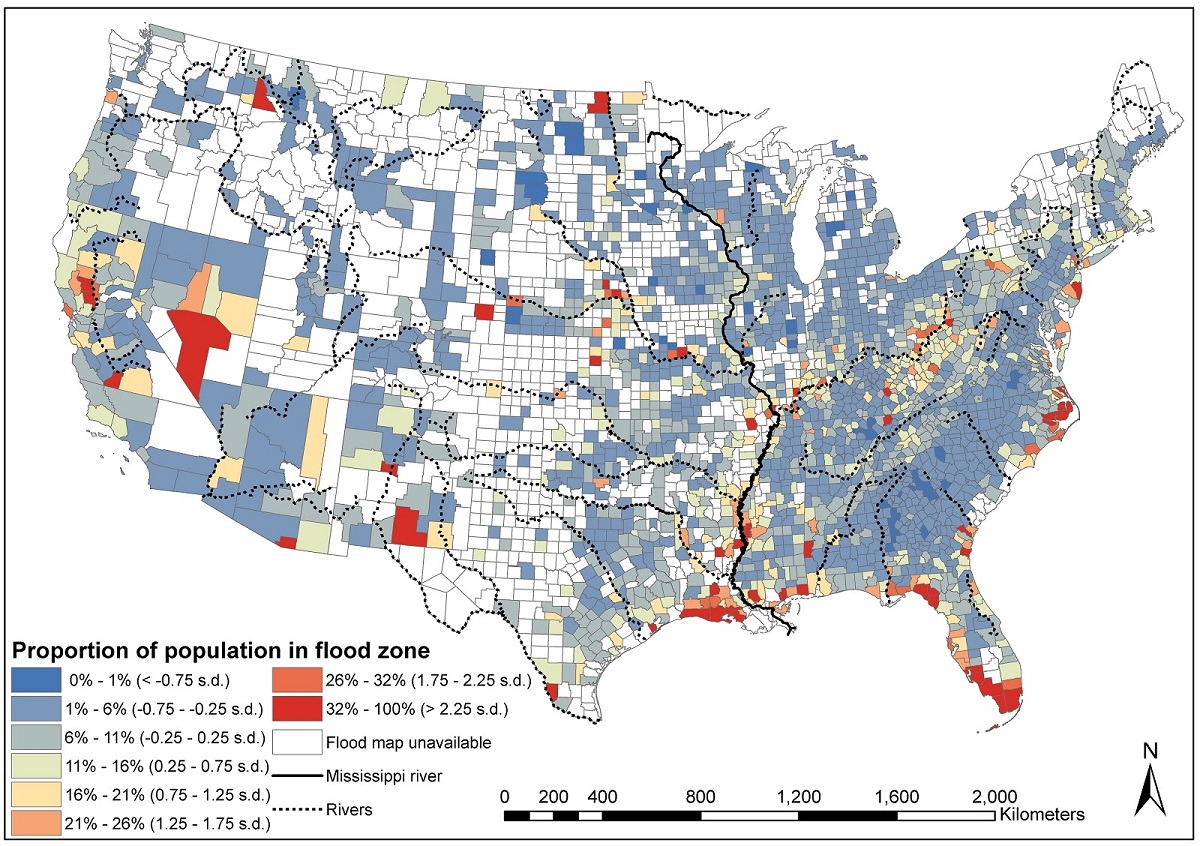 Proportion of population in flood zone
0% - 1% (< -0.75 s.d.)
1% - 6% (-0.75 - -0.25 s.d.)
6% - 11% (-0.25 - 0.25 s.d.)
11% - 16% (0.25 - 0.75 s.d.)
16% - 21% (0.75 - 1.25 s.d.)
21% - 26% (1.25 - 1.75 s.d.)
26% - 32% (1.75 - 2.25 s.d.)
32% - 100% (> 2.25 s.d.)
Flood map unavailable
Mississippi river
Rivers
0 200 400 800 1,200 1,600 2,000
Kilometers
N